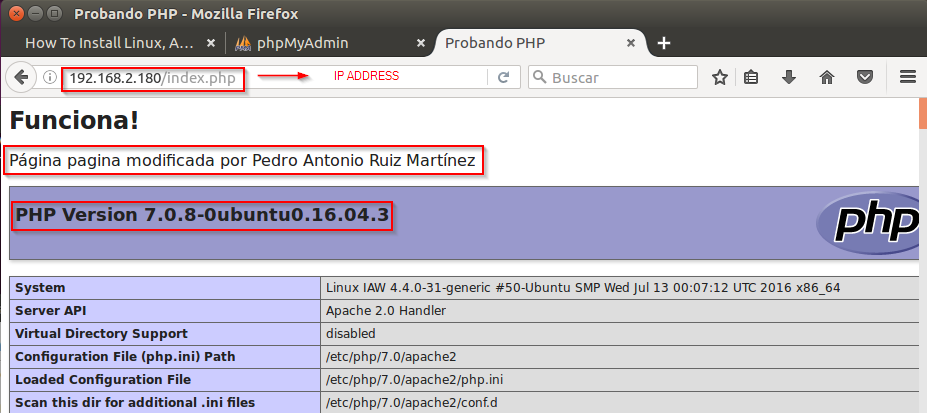 Probando PHP - Mozilla Firefox
How To Install Linux, A...
phpMyAdmin
Probando PHP
192.168.2.180/index.php
IP ADDRESS
Buscar
Funciona!
Página pagina modificada por Pedro Antonio Ruiz Martínez
PHP Version 7.0.8-0ubuntu0.16.04.3
php
System Linux IAW 4.4.0-31-generic #50-Ubuntu SMP Wed Jul 13 00:07:12 UTC 2016 x86_64
Server API Apache 2.0 Handler
Virtual Directory Support disabled
Configuration File (php.ini) Path /etc/php/7.0/apache2
Loaded Configuration File /etc/php/7.0/apache2/php.ini
Scan this dir for additional .ini files /etc/php/7.0/apache2/conf.d